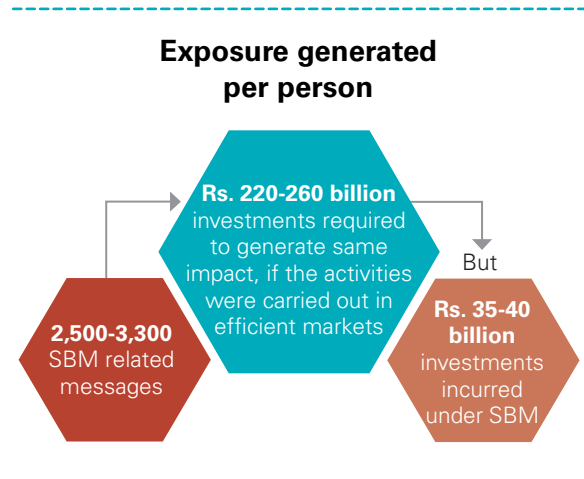 Exposure generated
per person
2,500-3,300
SBM related
messages
Rs. 220-260 billion
investments required
to generate same
impact, if the activities
were carried out in
efficient markets
But
Rs. 35-40
billion
investments
incurred
under SBM